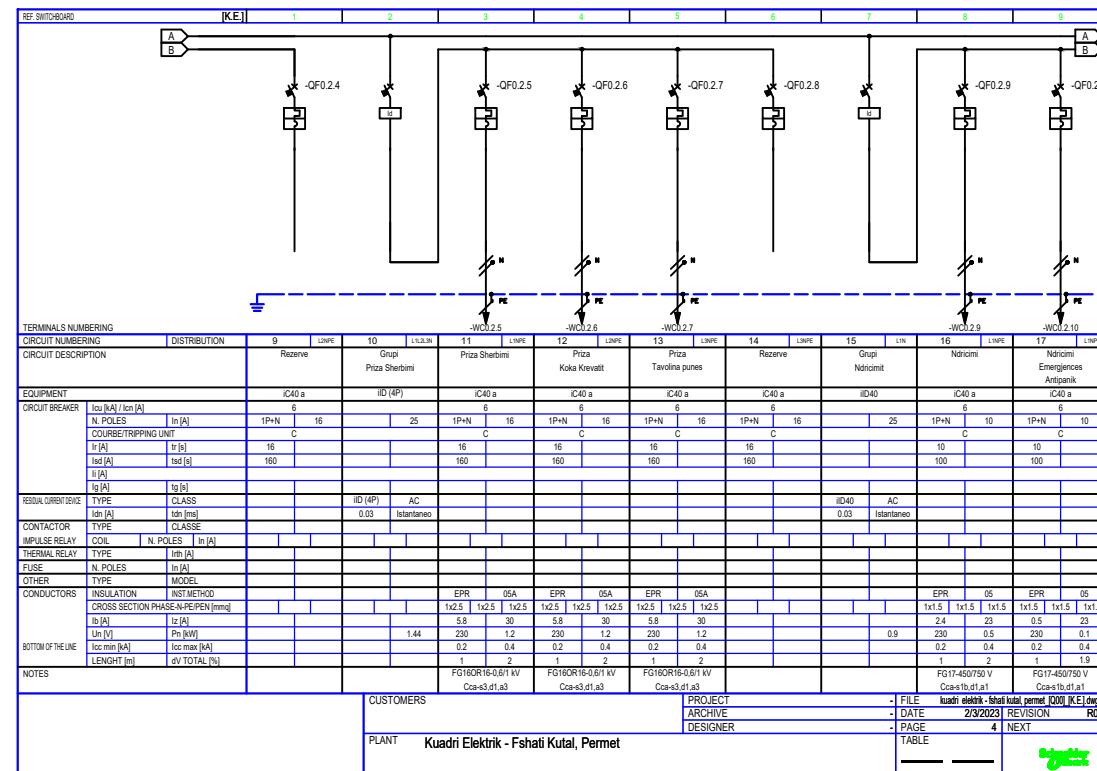 REF. SWITCHBOARD [K.E.] 1 2 3 4 5 6 7 8 9
A A
B B
-QF0.2.4 -QF0.2.5 -QF0.2.6 -QF0.2.7 -QF0.2.8 -QF0.2.9 -QF0.2
Id Id
N N N N N
PE PE PE PE PE
TERMINALS NUMBERING -WC0.2.5 -WC0.2.6 -WC0.2.7 -WC0.2.9 -WC0.2.10
CIRCUIT NUMBERING DISTRIBUTION 9 L2NPE 10 L1L2L3N 11 L1NPE 12 L2NPE 13 L3NPE 14 L3NPE 15 L1N 16 L1NPE 17 L1NPE
CIRCUIT DESCRIPTION Rezerve Grupi Priza Sherbimi Priza Priza Rezerve Grupi Ndricimi Ndricimi
Priza Sherbimi Koka Krevatit Tavolina punes Ndricimit Emergjences
Antipanik
EQUIPMENT iC40 a iID (4P) iC40 a iC40 a iC40 a iC40 a iID40 iC40 a iC40 a
CIRCUIT BREAKER Icu [kA] / Icn [A] 6 6 6 6 6 6 6
N. POLES In [A] 1P+N 16 25 1P+N 16 1P+N 16 1P+N 16 1P+N 16 25 1P+N 10 1P+N 10
COURBE/TRIPPING UNIT C C C C C C C
Ir [A] tr [s] 16 16 16 16 16 10 10
Isd [A] tsd [s] 160 160 160 160 160 100 100
Ii [A]
Ig [A] tg [s]
RESIDUAL CURRENT DEVICE TYPE CLASS iID (4P) AC iID40 AC
Idn [A] tdn [ms] 0.03 Istantaneo 0.03 Istantaneo
CONTACTOR TYPE CLASSE
IMPULSE RELAY COIL N. POLES In [A]
THERMAL RELAY TYPE Irth [A]
FUSE N. POLES In [A]
OTHER TYPE MODEL
CONDUCTORS INSULATION INST.METHOD EPR 05A EPR 05A EPR 05A EPR 05 EPR 05
CROSS SECTION PHASE-N-PE/PEN [mmq] 1x2.5 1x2.5 1x2.5 1x2.5 1x2.5 1x2.5 1x2.5 1x2.5 1x2.5 1x1.5 1x1.5 1x1.5 1x1.5 1x1.5 1x1.
Ib [A] Iz [A] 5.8 30 5.8 30 5.8 30 2.4 23 0.5 23
Un [V] Pn [kW] 1.44 230 1.2 230 1.2 230 1.2 0.9 230 0.5 230 0.1
BOTTOM OF THE LINE Icc min [kA] Icc max [kA] 0.2 0.4 0.2 0.4 0.2 0.4 0.2 0.4 0.2 0.4
LENGHT [m] dV TOTAL [%] 1 2 1 2 1 2 1 2 1 1.9
NOTES FG16OR16-0,6/1 kV FG16OR16-0,6/1 kV FG16OR16-0,6/1 kV FG17-450/750 V FG17-450/750 V
Cca-s3,d1,a3 Cca-s3,d1,a3 Cca-s3,d1,a3 Cca-s1b,d1,a1 Cca-s1b,d1,a1
CUSTOMERS PROJECT - FILE kuadri elektrik - fshati kutal, permet_[Q00]_[K.E.].dwg
ARCHIVE - DATE 2/3/2023 REVISION R0
DESIGNER - PAGE 4 NEXT
PLANT Kuadri Elektrik - Fshati Kutal, Permet TABLE
Schneider
Electric